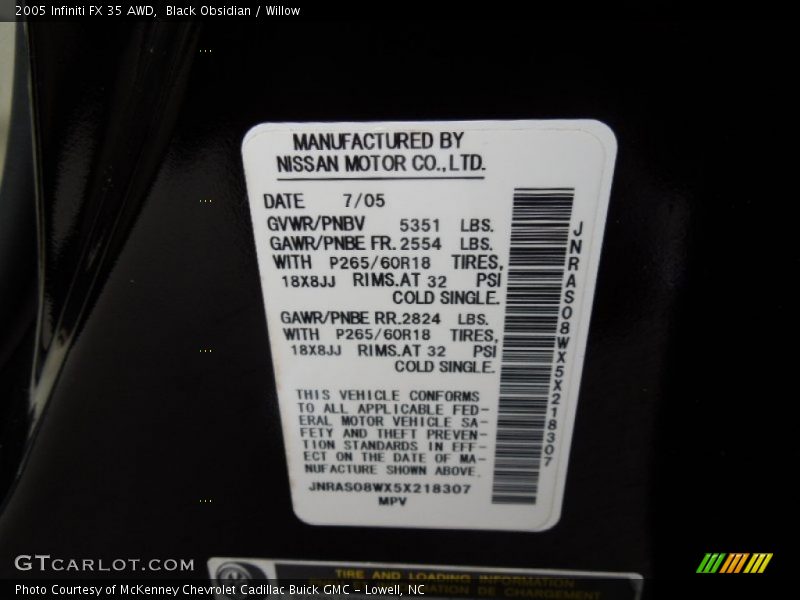 2005 Infiniti FX 35 AWD, Black Obsidian / Willow
MANUFACTURED BY
NISSAN MOTOR CO.,LTD.
DATE 7/05
GVWR/PNBV 5351 LBS.
GAWR/PNBE FR. 2554 LBS.
WITH P265/60R18 TIRES,
18X8JJ RIMS.AT 32 PSI
COLD SINGLE.
GAWR/PNBE RR. 2824 LBS.
WITH P265/60R18 TIRES,
18X8JJ RIMS.AT 32 PSI
COLD SINGLE.
THIS VEHICLE CONFORMS
TO ALL APPLICABLE FED-
ERAL MOTOR VEHICLE SA-
FETY AND THEFT PREVEN-
TION STANDARDS IN EFF-
ECT ON THE DATE OF MA-
NUFACTURE SHOWN ABOVE.
JNRAS08WX5X218307
MPV
JNRAS08WX5X218307
TIRE AND LOADING INFORMATION
GTCARLOT.COM
Photo Courtesy of McKenney Chevrolet Cadillac Buick GMC - Lowell, NC